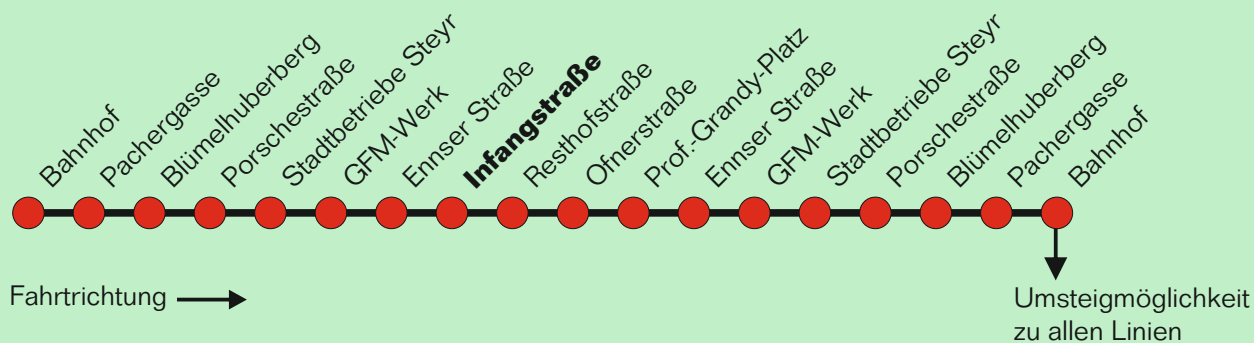 Bahnhof
Pachergasse
Blümelhuberberg
Porschestraße
Stadtbetriebe Steyr
GFM-Werk
Ennser Straße
Infangstraße
Resthofstraße
Ofnerstraße
Prof.-Grandy-Platz
Ennser Straße
GFM-Werk
Stadtbetriebe Steyr
Porschestraße
Blümelhuberberg
Pachergasse
Bahnhof
Fahrtrichtung
Umsteigmöglichkeit
zu allen Linien